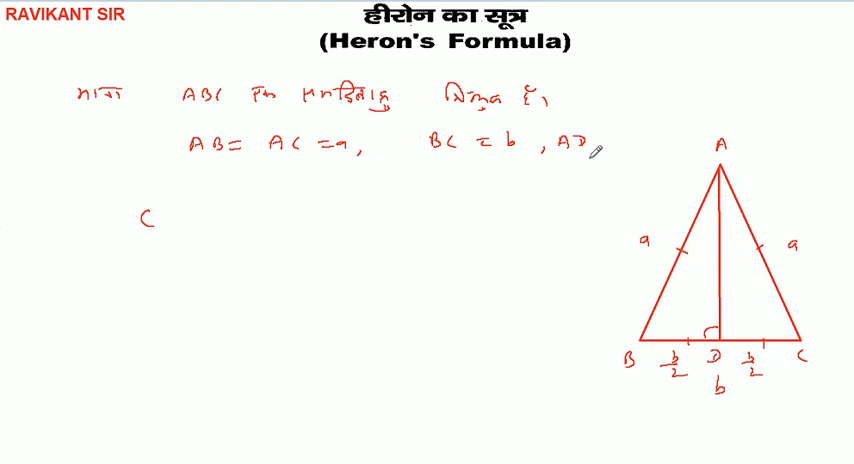 RAVIKANT SIR
हीरोन का सूत्र
(Heron's Formula)
माना ABC एक समद्विबाहु त्रिभुज है।
AB = AC = a, BC = b, AD
A
C
a a
B b/2 D b/2 C
b